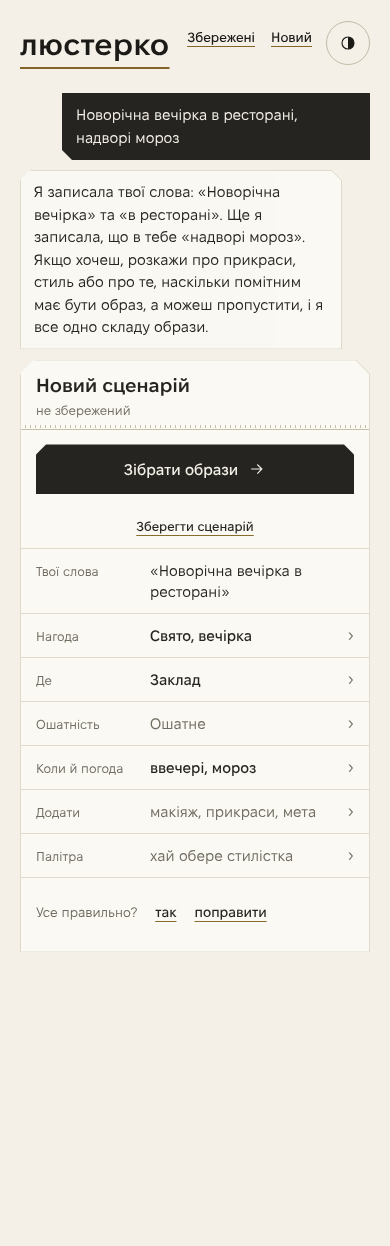 люстерко
Збережені
Новий
Новорічна вечірка в ресторані,
надворі мороз
Я записала твої слова: «Новорічна
вечірка» та «в ресторані». Ще я
записала, що в тебе «надворі мороз».
Якщо хочеш, розкажи про прикраси,
стиль або про те, наскільки помітним
має бути образ, а можеш пропустити, і я
все одно складу образи.
Новий сценарій
не збережений
Зібрати образи →
Зберегти сценарій
Твої слова «Новорічна вечірка в
ресторані»
Нагода Свято, вечірка ›
Де Заклад ›
Ошатність Ошатне ›
Коли й погода ввечері, мороз ›
Додати макіяж, прикраси, мета ›
Палітра хай обере стилістка ›
Усе правильно? так поправити